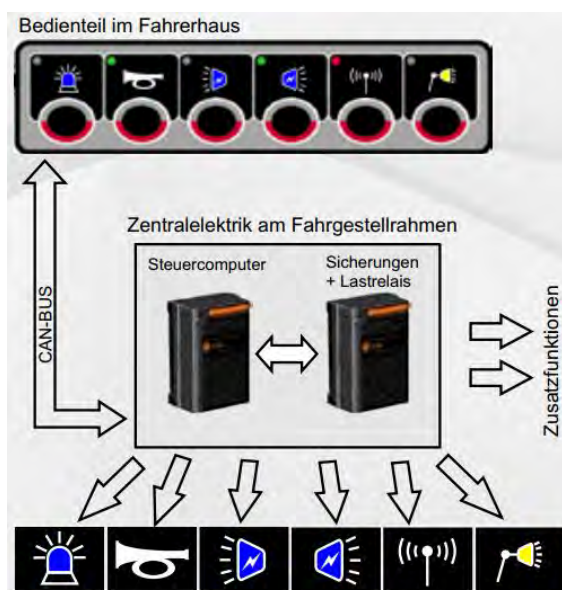 Bedienteil im Fahrerhaus
CAN-BUS
Zentralelektrik am Fahrgestellrahmen
Steuercomputer
Sicherungen
+ Lastrelais
Zusatzfunktionen